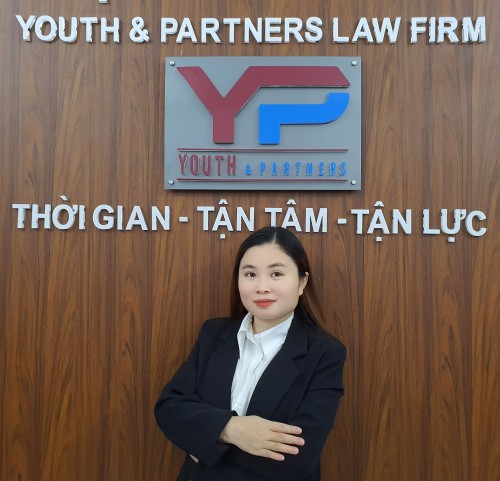 YOUTH & PARTNERS LAW FIRM
YP
YOUTH & PARTNERS
THỜI GIAN - TẬN TÂM - TẬN LỰC